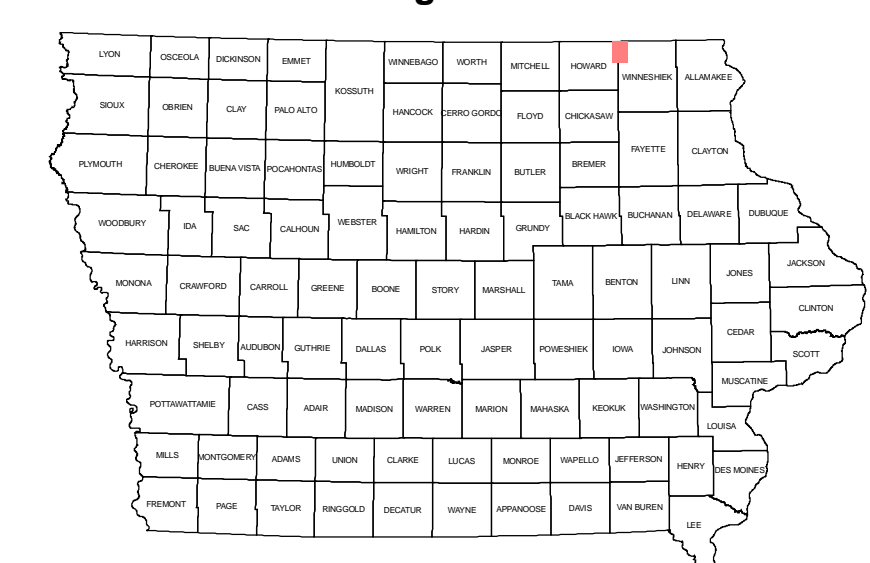 LYON OSCEOLA DICKINSON EMMET WINNEBAGO WORTH MITCHELL HOWARD WINNESHIEK ALLAMAKEE
KOSSUTH
SIOUX OBRIEN CLAY PALO ALTO HANCOCK CERRO GORDO FLOYD CHICKASAW
FAYETTE CLAYTON
PLYMOUTH CHEROKEE BUENA VISTA POCAHONTAS HUMBOLDT WRIGHT FRANKLIN BUTLER BREMER
WOODBURY IDA SAC CALHOUN WEBSTER HAMILTON HARDIN GRUNDY BLACK HAWK BUCHANAN DELAWARE DUBUQUE
MONONA CRAWFORD CARROLL GREENE BOONE STORY MARSHALL TAMA BENTON LINN JONES JACKSON
CLINTON
HARRISON SHELBY AUDUBON GUTHRIE DALLAS POLK JASPER POWESHIEK IOWA JOHNSON CEDAR SCOTT
MUSCATINE
POTTAWATTAMIE CASS ADAIR MADISON WARREN MARION MAHASKA KEOKUK WASHINGTON
LOUISA
MILLS MONTGOMERY ADAMS UNION CLARKE LUCAS MONROE WAPELLO JEFFERSON HENRY DES MOINES
FREMONT PAGE TAYLOR RINGGOLD DECATUR WAYNE APPANOOSE DAVIS VAN BUREN
LEE